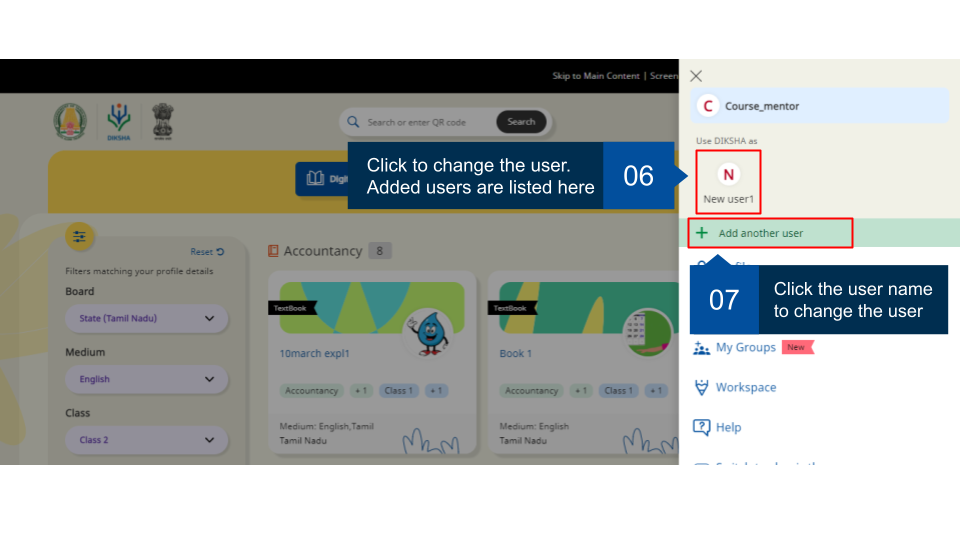 Skip to Main Content | Screen
DIKSHA
Search or enter QR code
Search
Course_mentor
Use DIKSHA as
N
New user1
Click to change the user.
Added users are listed here
06
Digit
Add another user
07
Click the user name
to change the user
My Groups New
Workspace
Help
Reset
Filters matching your profile details
Board
State (Tamil Nadu)
Medium
English
Class
Class 2
Accountancy 8
TextBook
10march expl1
Accountancy + 1 Class 1 + 1
Medium: English,Tamil
Tamil Nadu
TextBook
Book 1
Accountancy + 1 Class 1 + 1
Medium: English
Tamil Nadu